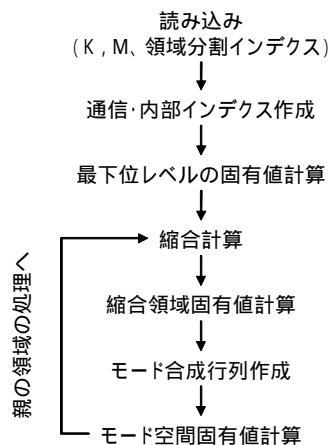 読み込み
(K,M、領域分割インデクス)
通信・内部インデクス作成
最下位レベルの固有値計算
縮合計算
縮合領域固有値計算
モード合成行列作成
モード空間固有値計算
親の領域の処理へ